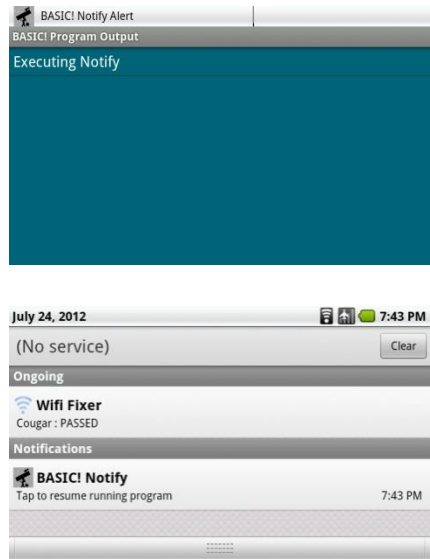 BASIC! Notify Alert
BASIC! Program Output
Executing Notify
July 24, 2012 7:43 PM
(No service) Clear
Ongoing
Wifi Fixer
Cougar : PASSED
Notifications
BASIC! Notify
Tap to resume running program 7:43 PM